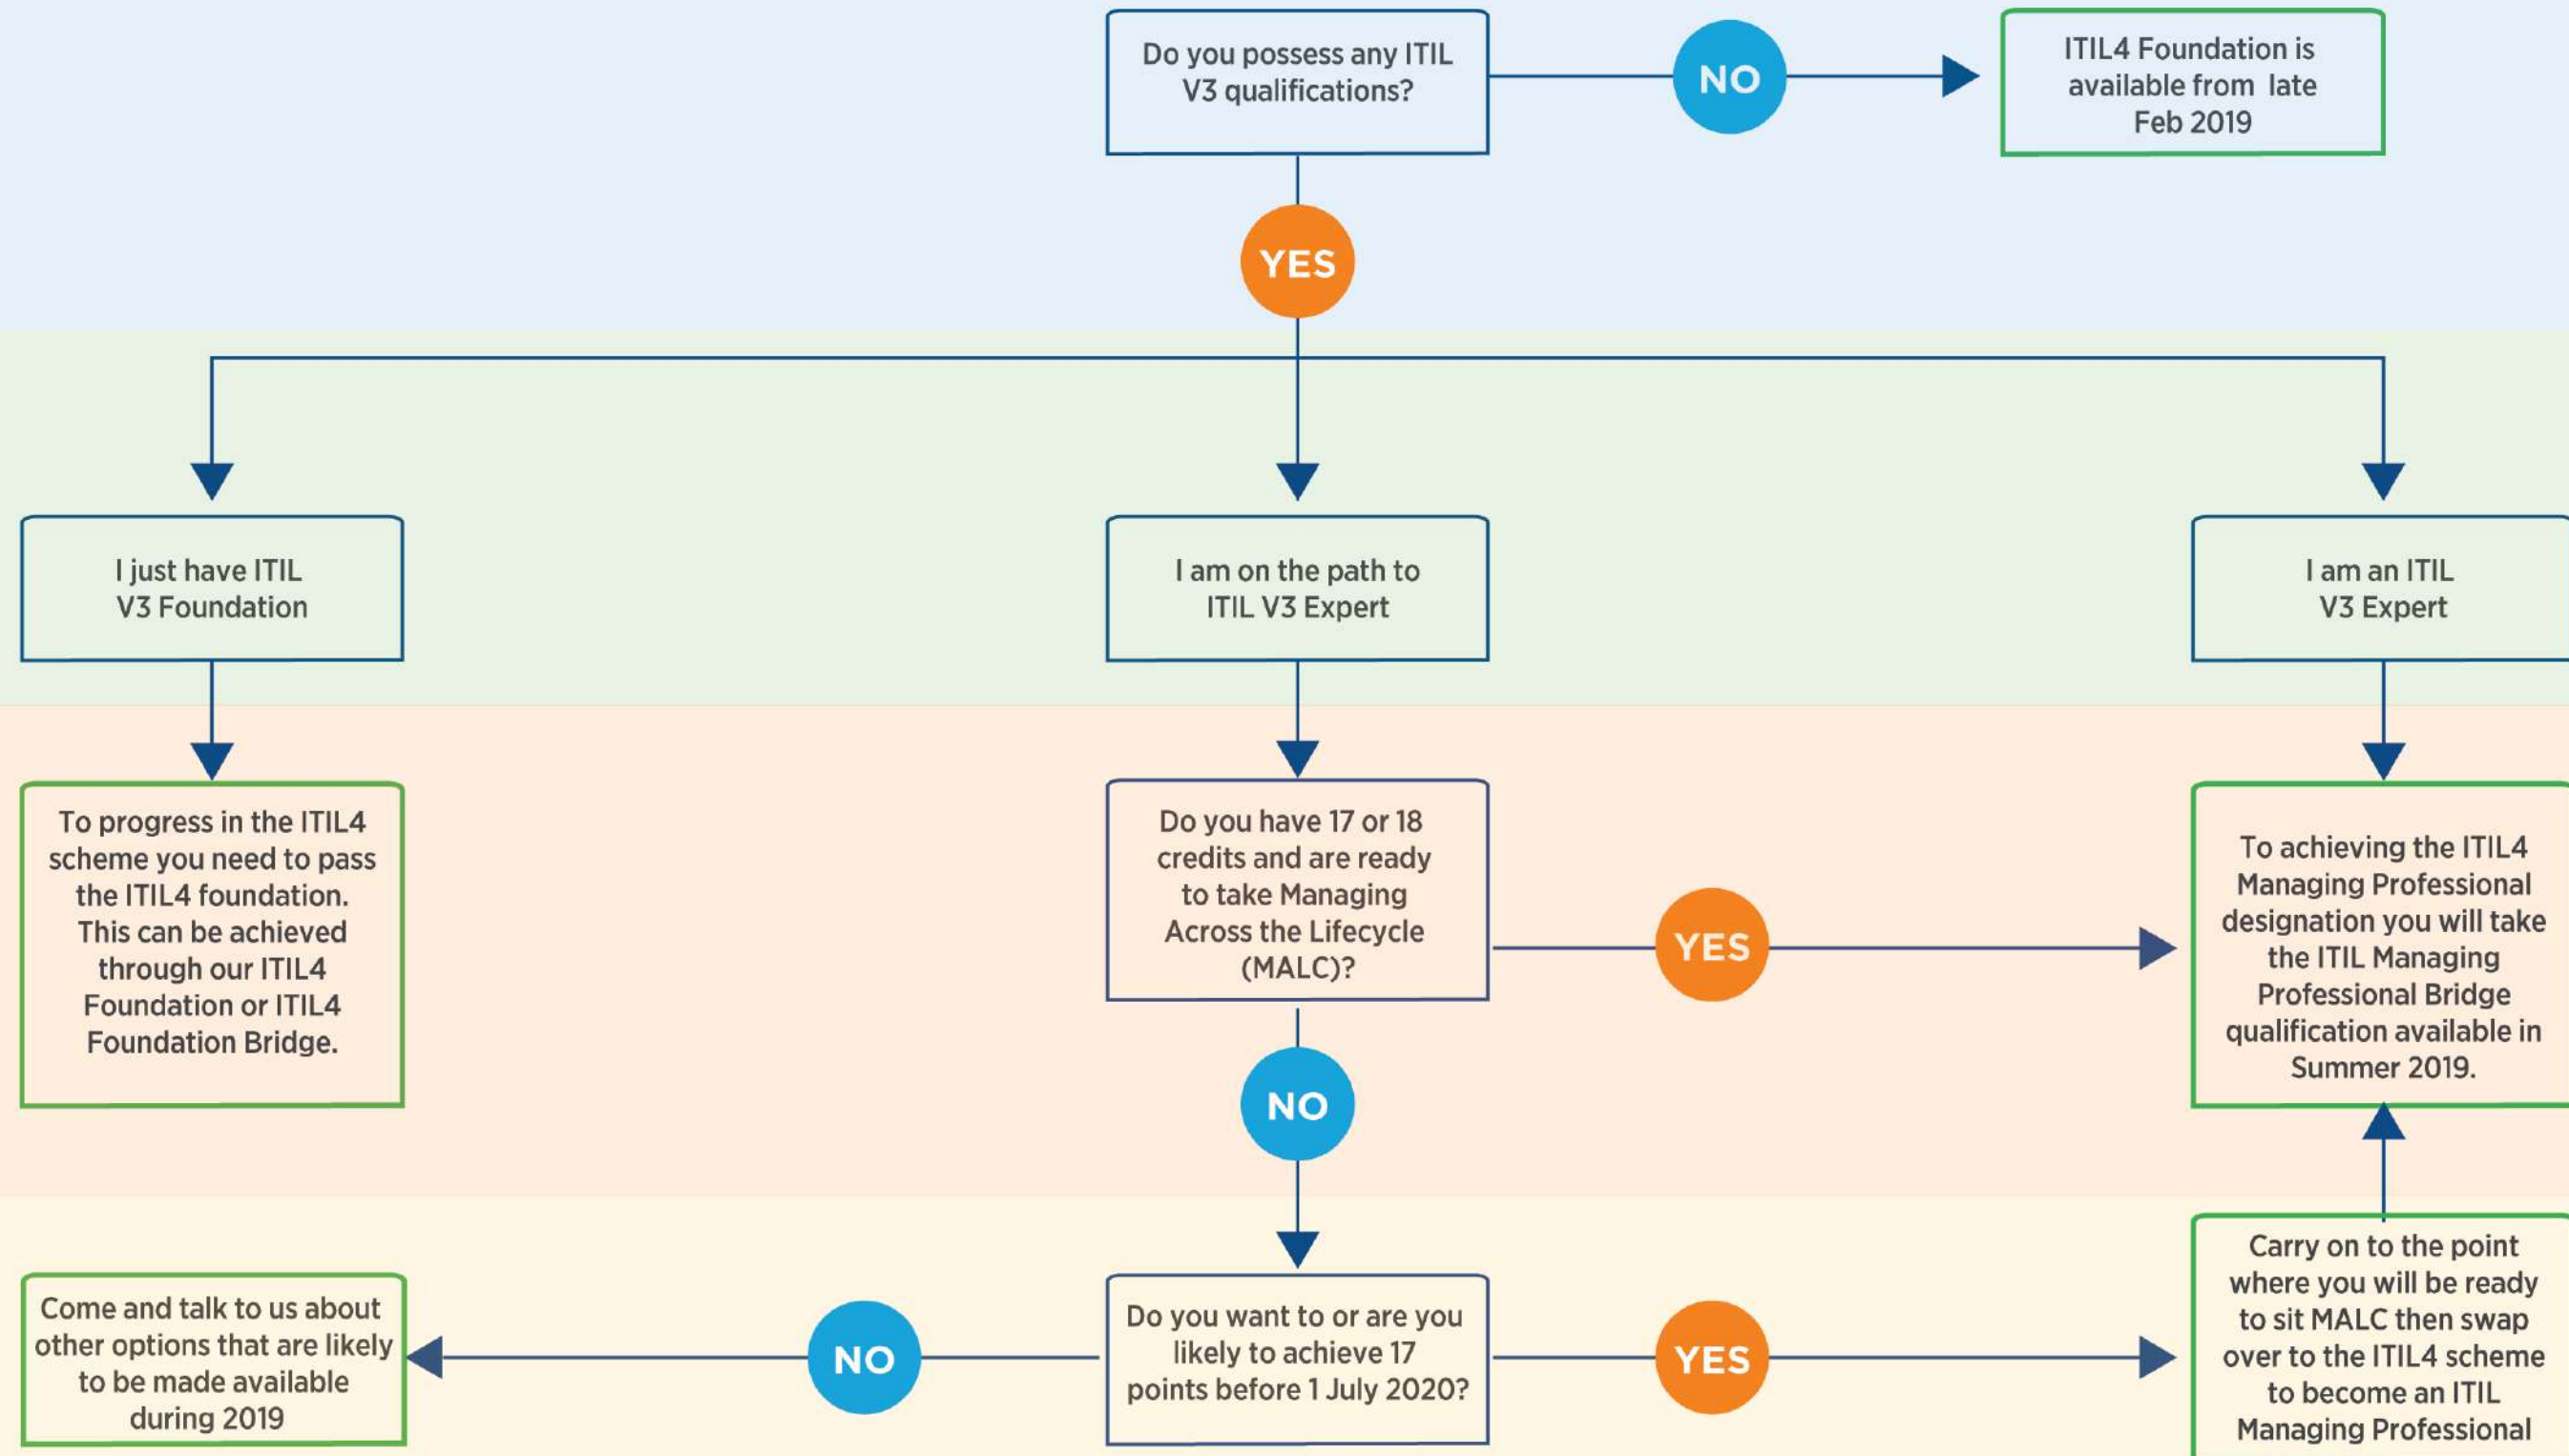 Do you possess any ITIL
V3 qualifications?
NO
ITIL4 Foundation is
available from late
Feb 2019
YES
I just have ITIL
V3 Foundation
I am on the path to
ITIL V3 Expert
I am an ITIL
V3 Expert
To progress in the ITIL4
scheme you need to pass
the ITIL4 foundation.
This can be achieved
through our ITIL4
Foundation or ITIL4
Foundation Bridge.
Do you have 17 or 18
credits and are ready
to take Managing
Across the Lifecycle
(MALC)?
YES
To achieving the ITIL4
Managing Professional
designation you will take
the ITIL Managing
Professional Bridge
qualification available in
Summer 2019.
NO
Come and talk to us about
other options that are likely
to be made available
during 2019
NO
Do you want to or are you
likely to achieve 17
points before 1 July 2020?
YES
Carry on to the point
where you will be ready
to sit MALC then swap
over to the ITIL4 scheme
to become an ITIL
Managing Professional